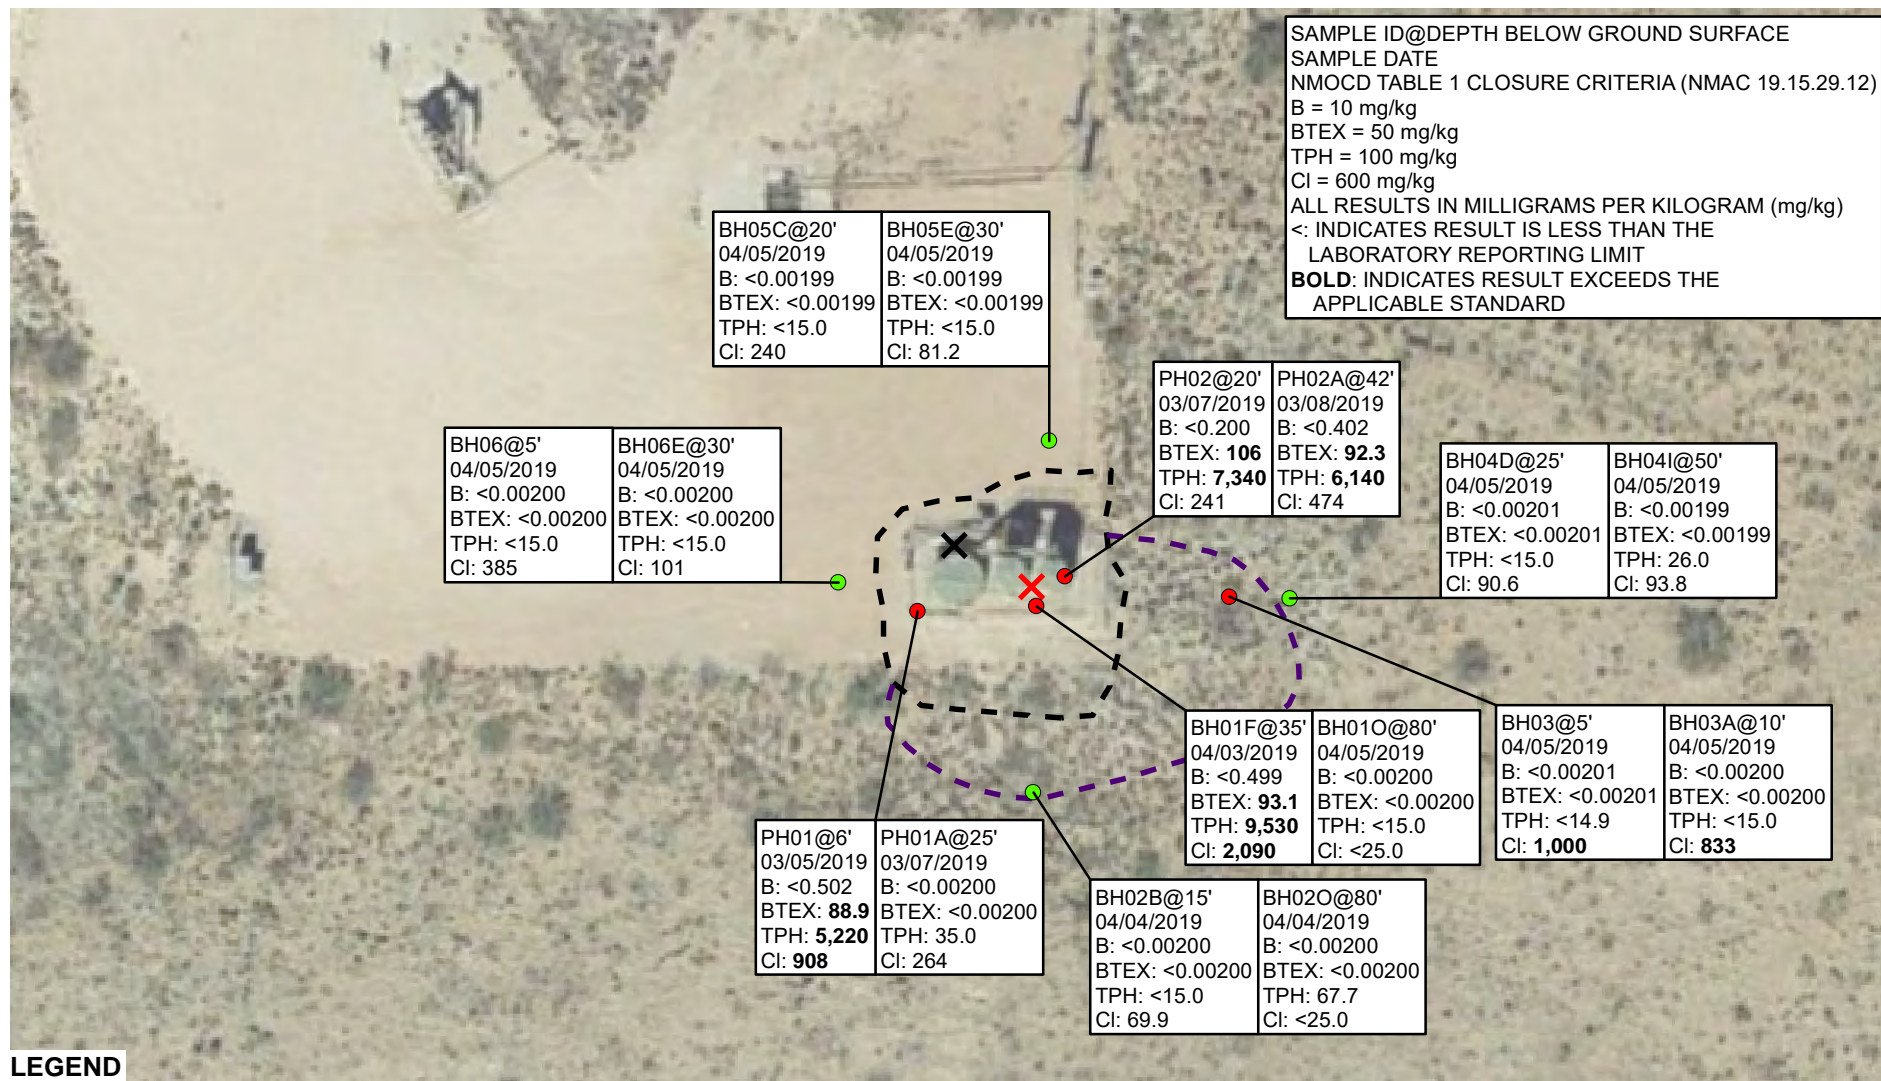 SAMPLE ID@DEPTH BELOW GROUND SURFACE
SAMPLE DATE
NMOCD TABLE 1 CLOSURE CRITERIA (NMAC 19.15.29.12)
B = 10 mg/kg
BTEX = 50 mg/kg
TPH = 100 mg/kg
Cl = 600 mg/kg
ALL RESULTS IN MILLIGRAMS PER KILOGRAM (mg/kg)
<: INDICATES RESULT IS LESS THAN THE
LABORATORY REPORTING LIMIT
BOLD: INDICATES RESULT EXCEEDS THE
APPLICABLE STANDARD
BH05C@20'
04/05/2019
B: <0.00199
BTEX: <0.00199
TPH: <15.0
Cl: 240
BH05E@30'
04/05/2019
B: <0.00199
BTEX: <0.00199
TPH: <15.0
Cl: 81.2
PH02@20'
03/07/2019
B: <0.200
BTEX: 106
TPH: 7,340
Cl: 241
PH02A@42'
03/08/2019
B: <0.402
BTEX: 92.3
TPH: 6,140
Cl: 474
BH06@5'
04/05/2019
B: <0.00200
BTEX: <0.00200
TPH: <15.0
Cl: 385
BH06E@30'
04/05/2019
B: <0.00200
BTEX: <0.00200
TPH: <15.0
Cl: 101
BH04D@25'
04/05/2019
B: <0.00201
BTEX: <0.00201
TPH: <15.0
Cl: 90.6
BH04I@50'
04/05/2019
B: <0.00199
BTEX: <0.00199
TPH: 26.0
Cl: 93.8
BH01F@35'
04/03/2019
B: <0.499
BTEX: 93.1
TPH: 9,530
Cl: 2,090
BH01O@80'
04/05/2019
B: <0.00200
BTEX: <0.00200
TPH: <15.0
Cl: <25.0
BH03@5'
04/05/2019
B: <0.00201
BTEX: <0.00201
TPH: <14.9
Cl: 1,000
BH03A@10'
04/05/2019
B: <0.00200
BTEX: <0.00200
TPH: <15.0
Cl: 833
PH01@6'
03/05/2019
B: <0.502
BTEX: 88.9
TPH: 5,220
Cl: 908
PH01A@25'
03/07/2019
B: <0.00200
BTEX: <0.00200
TPH: 35.0
Cl: 264
BH02B@15'
04/04/2019
B: <0.00200
BTEX: <0.00200
TPH: <15.0
Cl: 69.9
BH02O@80'
04/04/2019
B: <0.00200
BTEX: <0.00200
TPH: 67.7
Cl: <25.0
LEGEND